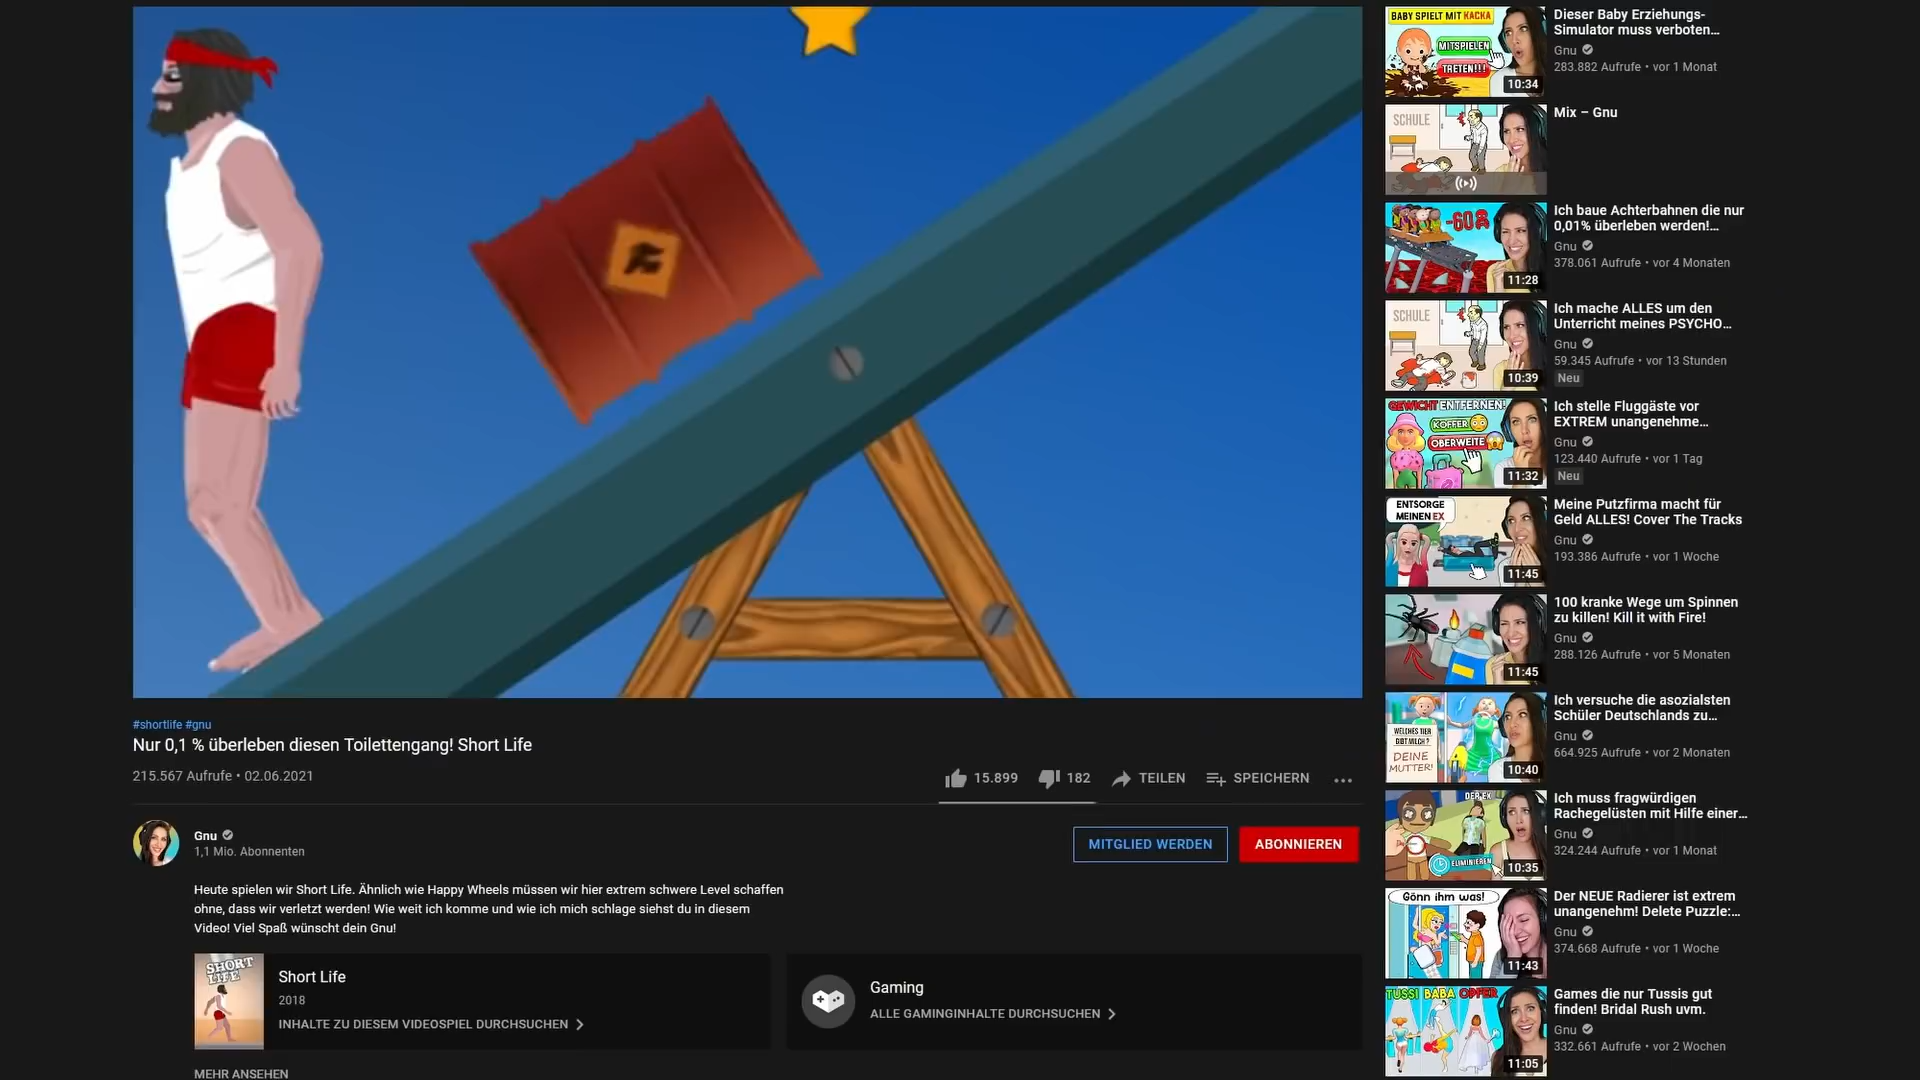 #shortlife #gnu
Nur 0,1 % überleben diesen Toilettengang! Short Life
215.567 Aufrufe • 02.06.2021
15.899
182
TEILEN
SPEICHERN
Gnu
1,1 Mio. Abonnenten
MITGLIED WERDEN
ABONNIEREN
Heute spielen wir Short Life. Ähnlich wie Happy Wheels müssen wir hier extrem schwere Level schaffen
ohne, dass wir verletzt werden! Wie weit ich komme und wie ich mich schlage siehst du in diesem
Video! Viel Spaß wünscht dein Gnu!
SHORT
LIFE
Short Life
2018
INHALTE ZU DIESEM VIDEOSPIEL DURCHSUCHEN
Gaming
ALLE GAMINGINHALTE DURCHSUCHEN
MEHR ANSEHEN
BABY SPIELT MIT KACKA
MITSPIELEN
TRETEN!!!
10:34
Dieser Baby Erziehungs-
Simulator muss verboten…
Gnu
283.882 Aufrufe • vor 1 Monat
SCHULE
Mix – Gnu
-60
11:28
Ich baue Achterbahnen die nur
0,01% überleben werden!…
Gnu
378.061 Aufrufe • vor 4 Monaten
SCHULE
10:39
Ich mache ALLES um den
Unterricht meines PSYCHO…
Gnu
59.345 Aufrufe • vor 13 Stunden
Neu
GEWICHT ENTFERNEN!
KOFFER
OBERWEITE
11:32
Ich stelle Fluggäste vor
EXTREM unangenehme…
Gnu
123.440 Aufrufe • vor 1 Tag
Neu
ENTSORGE
MEINEN EX
11:45
Meine Putzfirma macht für
Geld ALLES! Cover The Tracks
Gnu
193.386 Aufrufe • vor 1 Woche
11:45
100 kranke Wege um Spinnen
zu killen! Kill it with Fire!
Gnu
288.126 Aufrufe • vor 5 Monaten
WELCHES TIER
GIBT MILCH?
DEINE
MUTTER!
10:40
Ich versuche die asozialsten
Schüler Deutschlands zu…
Gnu
664.925 Aufrufe • vor 2 Monaten
DER EX
ELIMINIEREN
10:35
Ich muss fragwürdigen
Rachegelüsten mit Hilfe einer…
Gnu
324.244 Aufrufe • vor 1 Monat
Gönn ihm was!
11:43
Der NEUE Radierer ist extrem
unangenehm! Delete Puzzle:…
Gnu
374.668 Aufrufe • vor 1 Woche
TUSSI BABA OPFER
11:05
Games die nur Tussis gut
finden! Bridal Rush uvm.
Gnu
332.661 Aufrufe • vor 2 Wochen